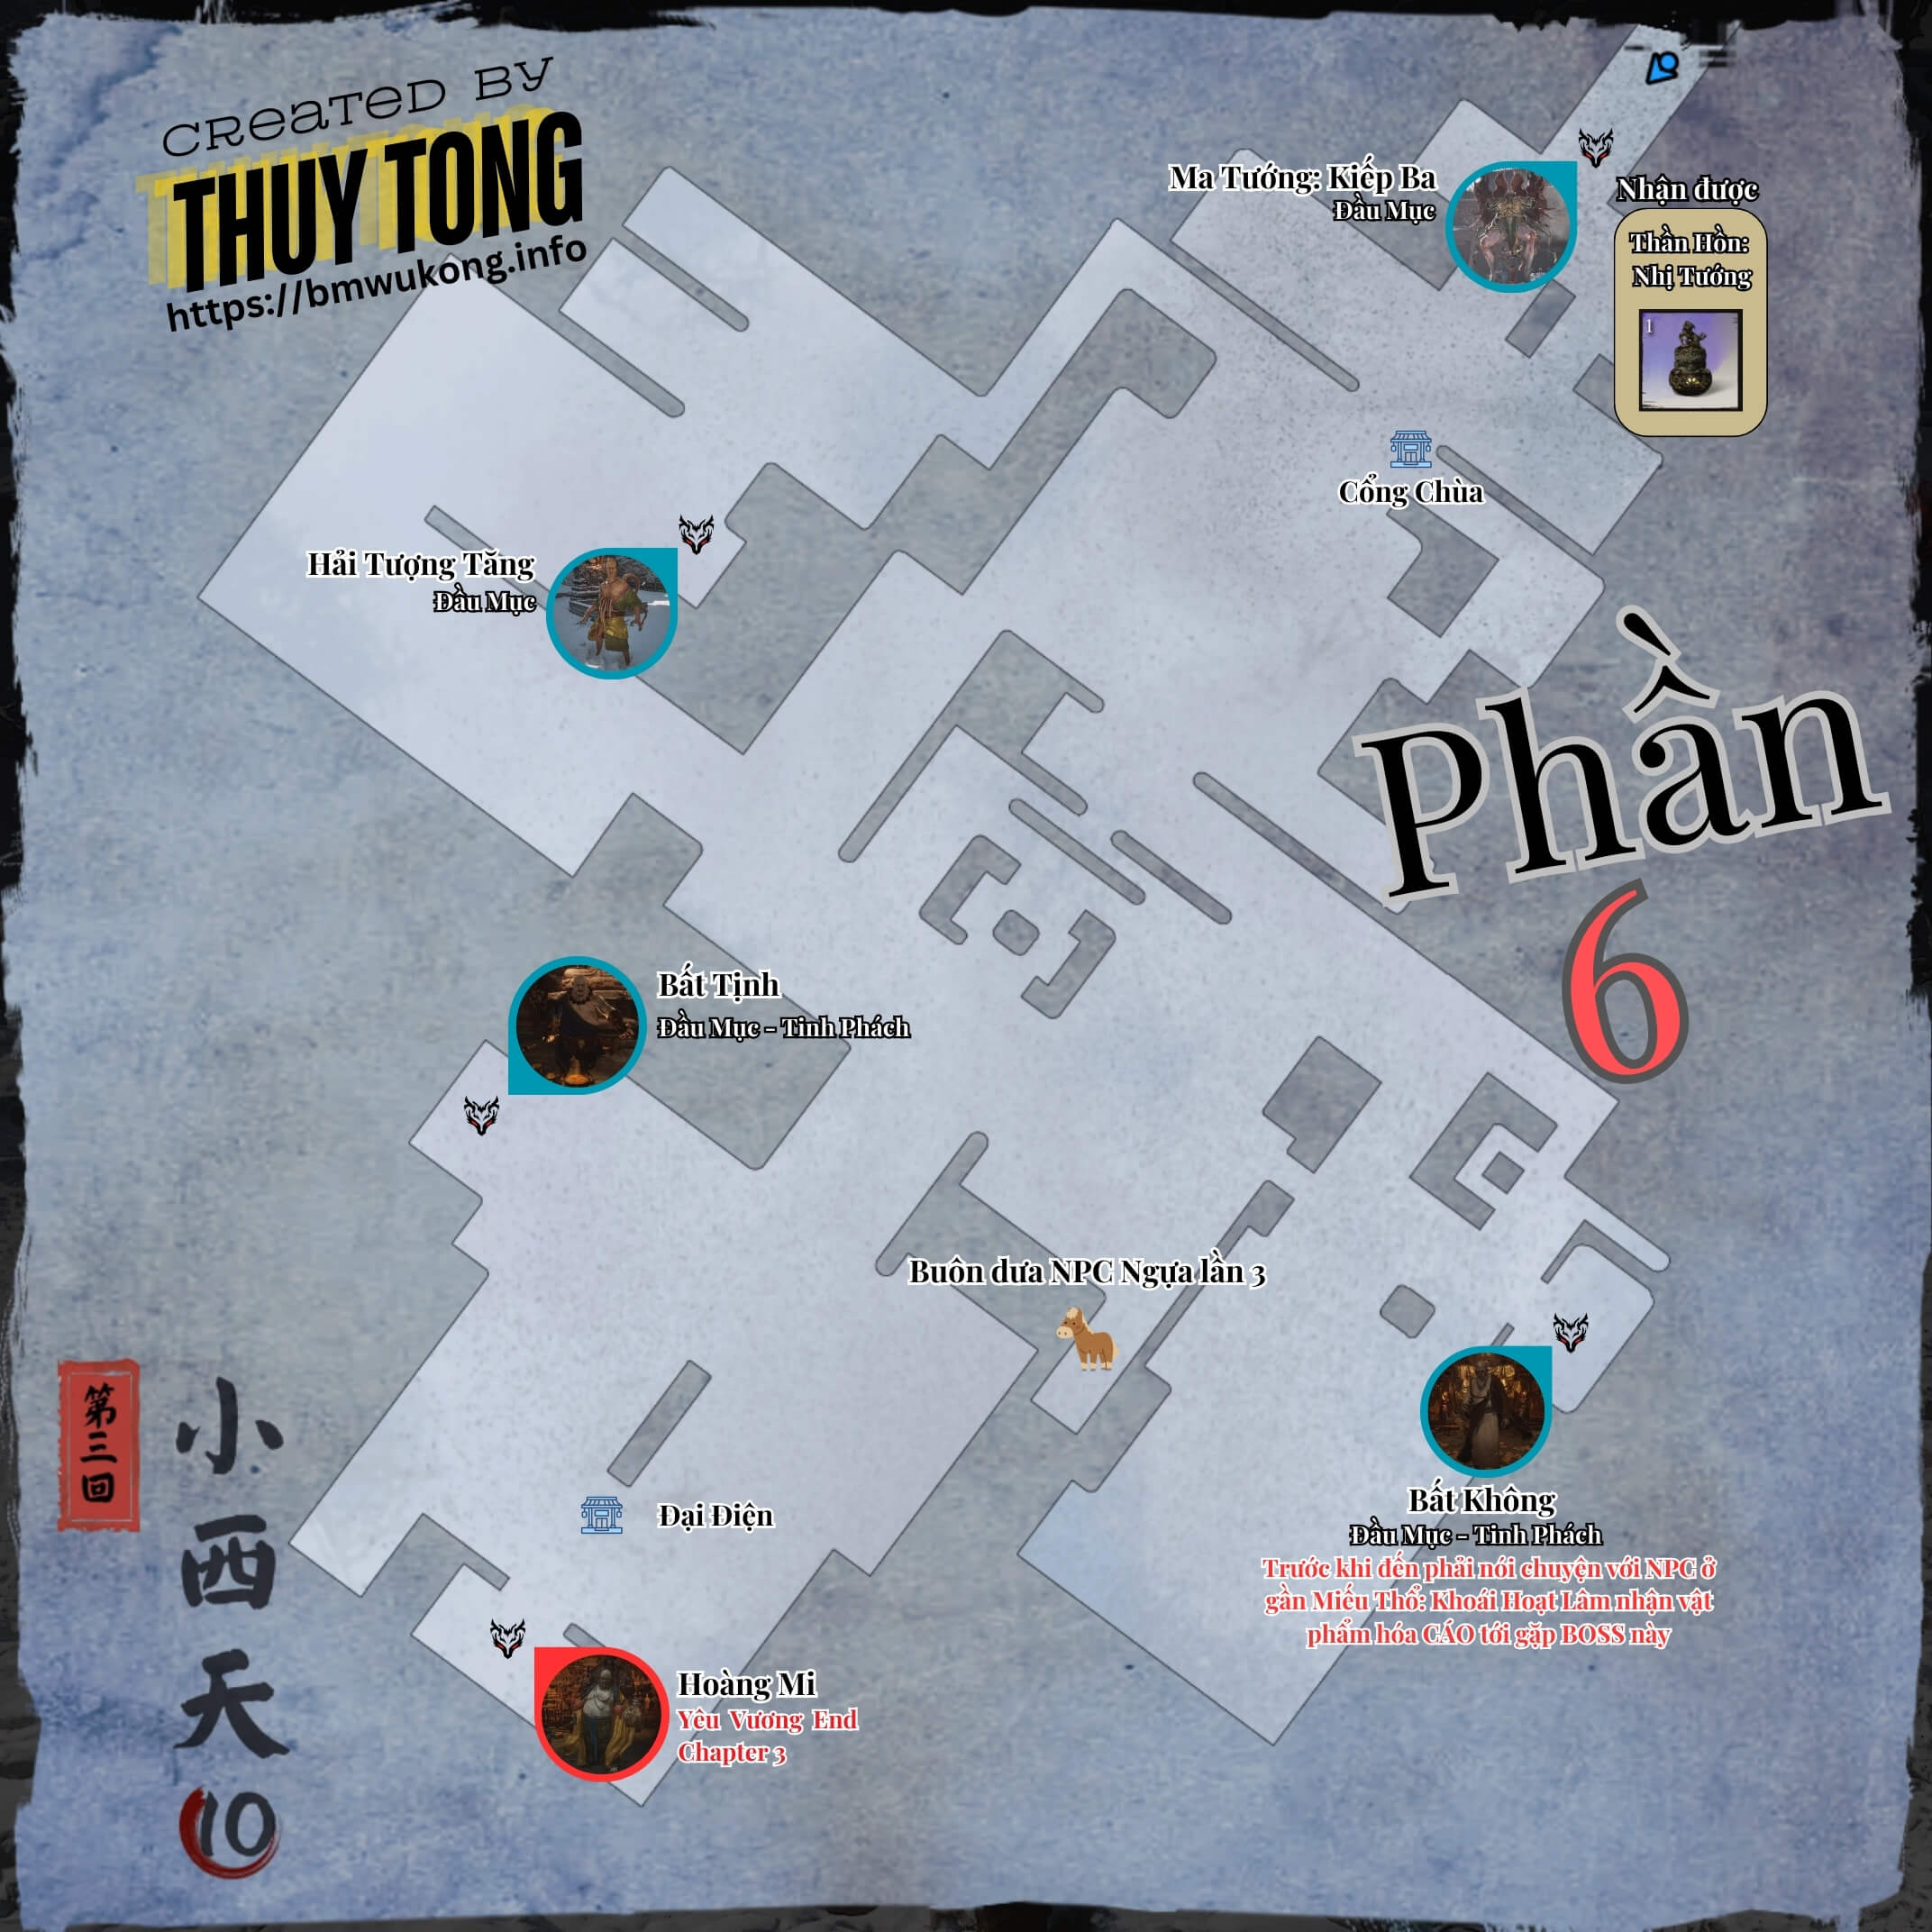 CREATED BY
THUY TONG
https://bmwukong.info
Ma Tướng: Kiếp Ba
Đầu Mục
Nhận được
Thần Hồn:
Nhị Tướng
1
Cổng Chùa
Hải Tượng Tăng
Đầu Mục
Phần
6
Bất Tịnh
Đầu Mục - Tinh Phách
Buôn dưa NPC Ngựa lần 3
Đại Điện
Bất Không
Đầu Mục - Tinh Phách
Trước khi đến phải nói chuyện với NPC ở
gần Miếu Thổ: Khoái Hoạt Lâm nhận vật
phẩm hóa CÁO tới gặp BOSS này
Hoàng Mi
Yêu Vương End
Chapter 3
第三回
小西天
10